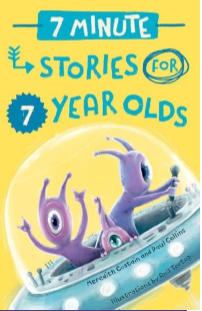 7 MINUTE
STORIES FOR
7 YEAR OLDS
Meredith Costain and Paul Collins